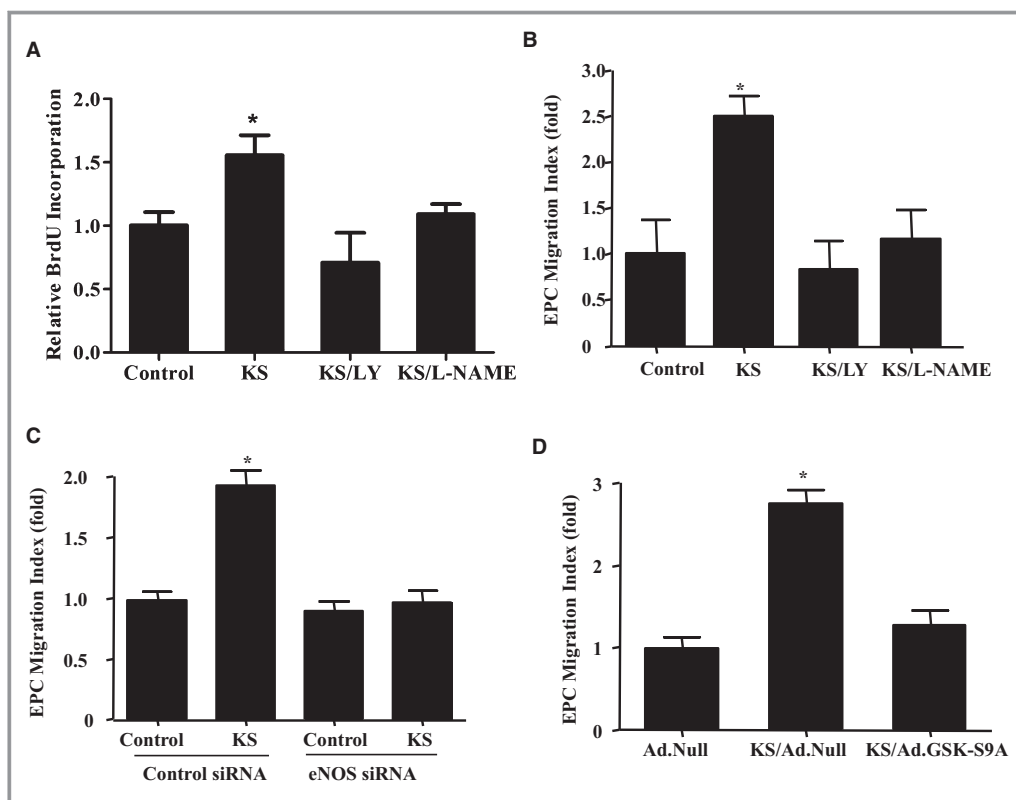 A
Relative BrdU Incorporation
2.0
1.5
1.0
0.5
0.0
*
Control KS KS/LY KS/L-NAME
B
EPC Migration Index (fold)
3.0
2.5
2.0
1.5
1.0
0.5
0
*
Control KS KS/LY KS/L-NAME
C
EPC Migration Index (fold)
2.0
1.5
1.0
0.5
0
*
Control KS Control KS
Control siRNA eNOS siRNA
D
EPC Migration Index (fold)
3
2
1
0
*
Ad.Null KS/Ad.Null KS/Ad.GSK-S9A